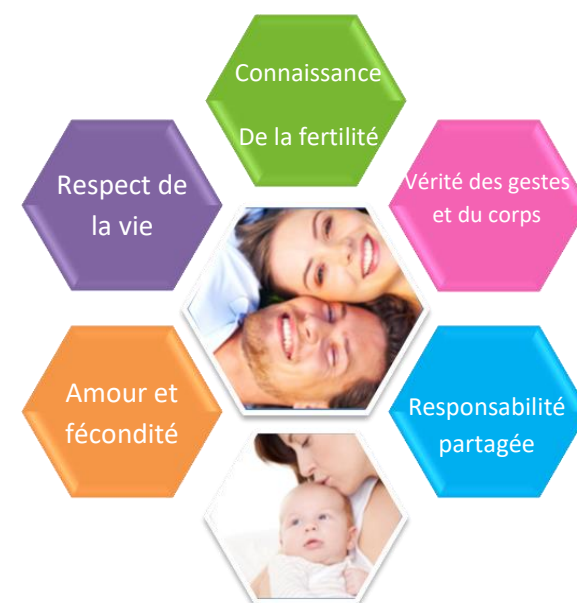 Connaissance
De la fertilité
Respect de
la vie
Vérité des gestes
et du corps
Amour et
fécondité
Responsabilité
partagée